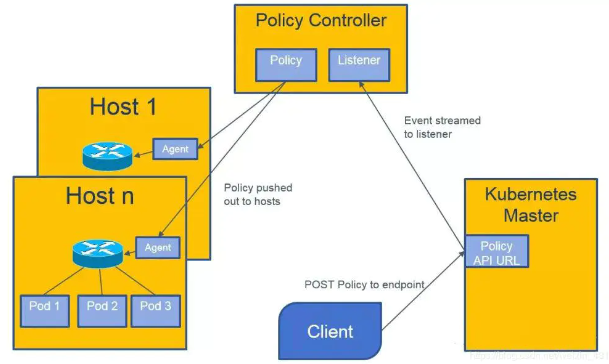 Policy Controller
Policy
Listener
Host 1
Agent
Event streamed
to listener
Host n
Policy pushed
out to hosts
Kubernetes
Master
Agent
Policy
API URL
POST Policy to endpoint
Pod 1
Pod 2
Pod 3
Client